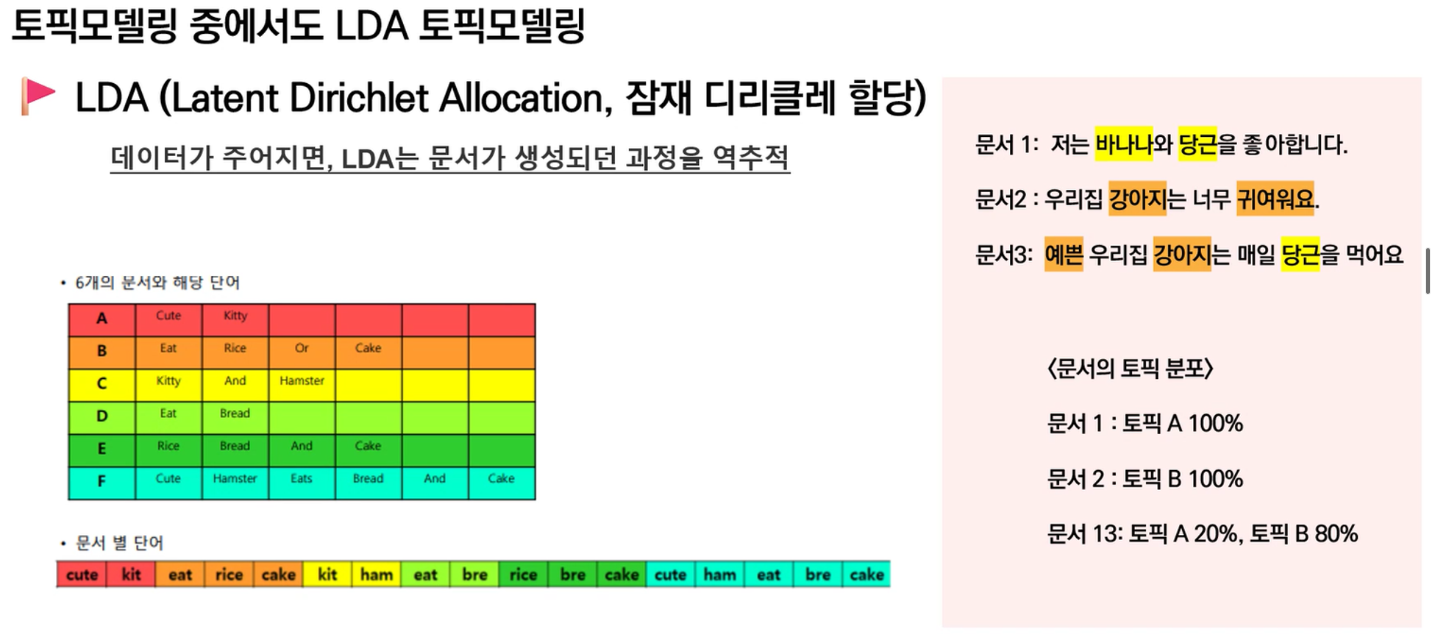 토픽모델링 중에서도 LDA 토픽모델링
LDA (Latent Dirichlet Allocation, 잠재 디리클레 할당)
데이터가 주어지면, LDA는 문서가 생성되던 과정을 역추적
• 6개의 문서와 해당 단어
A Cute Kitty
B Eat Rice Or Cake
C Kitty And Hamster
D Eat Bread
E Rice Bread And Cake
F Cute Hamster Eats Bread And Cake
• 문서 별 단어
cute kit eat rice cake kit ham eat bre rice bre cake cute ham eat bre cake
문서 1: 저는 바나나와 당근을 좋아합니다.
문서2 : 우리집 강아지는 너무 귀여워요.
문서3: 예쁜 우리집 강아지는 매일 당근을 먹어요
<문서의 토픽 분포>
문서 1 : 토픽 A 100%
문서 2 : 토픽 B 100%
문서 13: 토픽 A 20%, 토픽 B 80%